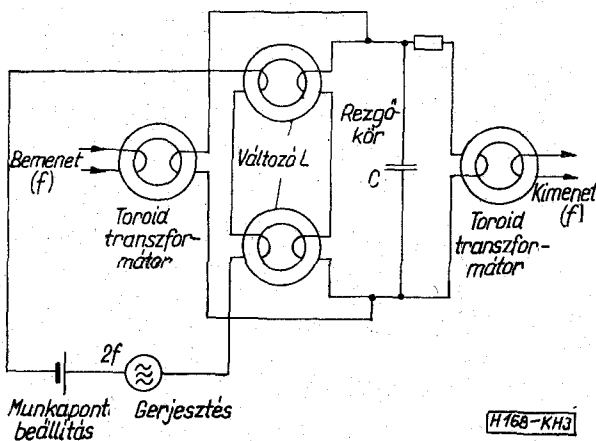 Rezgő-
kör
Bemenet
(f)
Változó L
C
Kimenet
(f)
Toroid
transzfor-
mátor
Toroid
transzfor-
mátor
2f
Munkapont
beállítás
Gerjesztés
H168-KH3